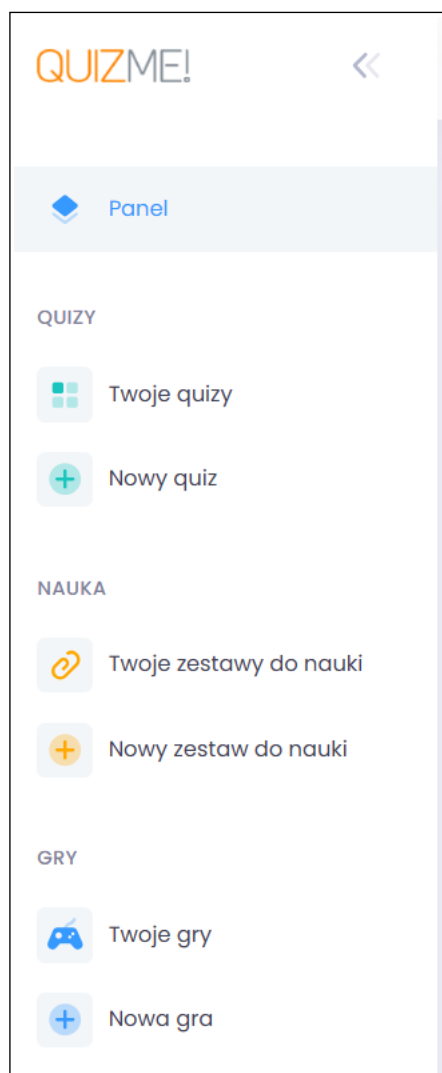 QUIZME!
Panel
QUIZY
Twoje quizy
Nowy quiz
NAUKA
Twoje zestawy do nauki
Nowy zestaw do nauki
GRY
Twoje gry
Nowa gra